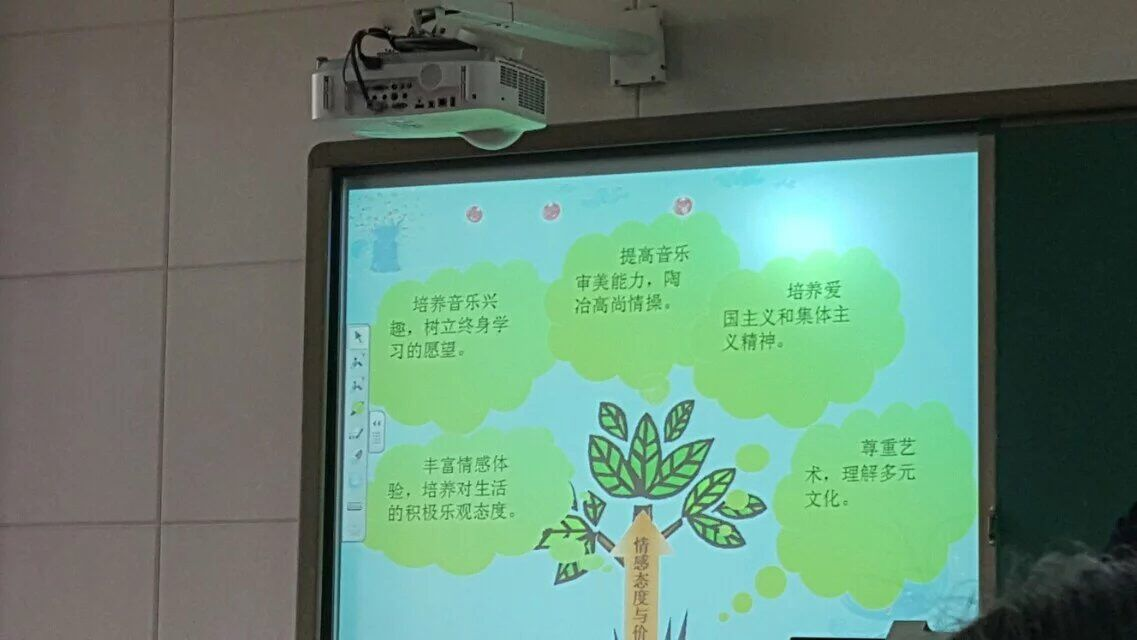 提高音乐
审美能力，陶
冶高尚情操。
培养音乐兴
趣，树立终身学
习的愿望。
培养爱
国主义和集体主
义精神。
丰富情感体
验，培养对生活
的积极乐观态度。
尊重艺
术，理解多元
文化。
情感态度与价